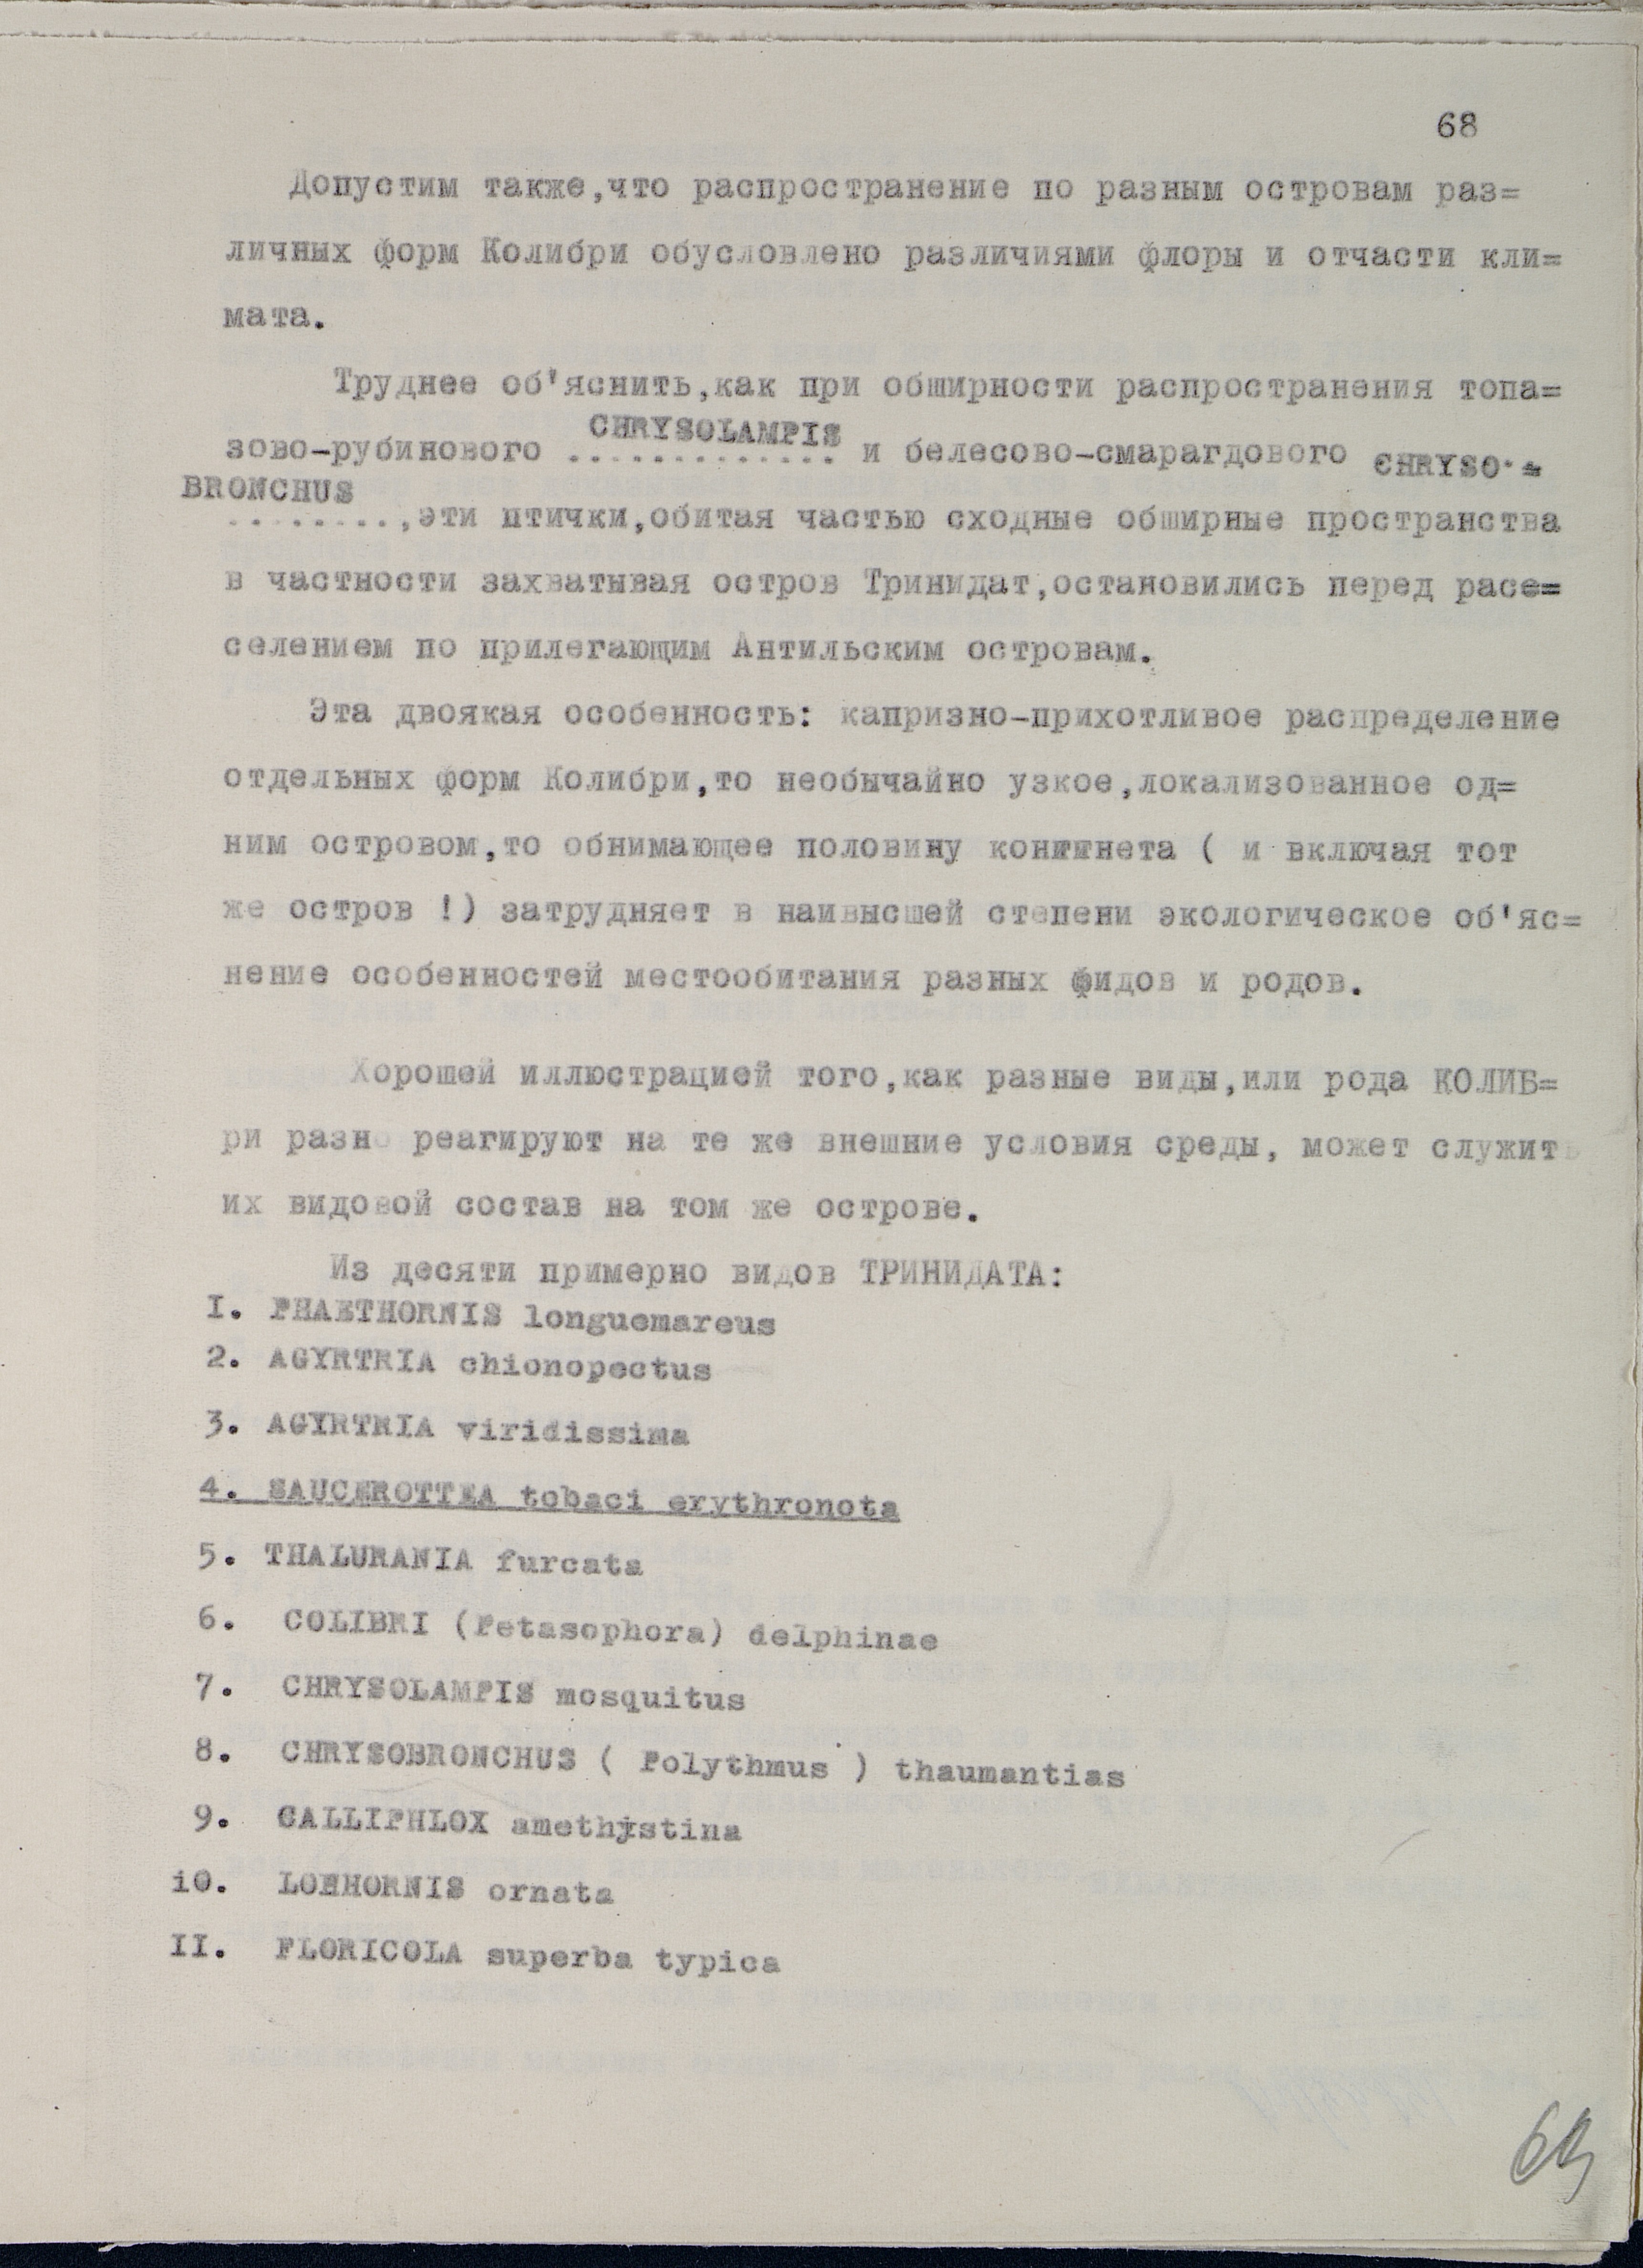 68
Допустим также,что распространение по разным островам раз=
личных форм Колибри обусловлено различиями флоры и отчасти кли=
мата.
Труднее об'яснить,как при обширности распространения топа=
зово-рубинового CHRYSOLAMPIS и белесово-смарагдового CHRYSO-=
BRONCHUS ,эти птички,обитая частью сходные обширные пространства
в частности захватывая остров Тринидат,остановились перед расе=
селением по прилегающим Антильским островам.
Эта двоякая особенность: капризно-прихотливое распределение
отдельных форм Колибри,то необычайно узкое,локализованное од=
ним островом,то обнимающее половину континнета ( и включая тот
же остров !) затрудняет в наивысшей степени экологическое об'яс=
нение особенностей местообитания разных фидов и родов.
Хорошей иллюстрацией того,как разные виды,или рода КОЛИБ=
ри разно реагируют на те же внешние условия среды, может служить
их видовой состав на том же острове.
Из десяти примерно видов ТРИНИДАТА:
I. PHAETHORNIS longuemareus
2. AGYRTRIA chionopectus
3. AGYRTRIA viridissima
4. SAUCEROTTEA tobaci erythronota
5. THALURANIA furcata
6. COLIBRI (Petasophora) delphinae
7. CHRYSOLAMPIS mosquitus
8. CHRYSOBRONCHUS ( Polythmus ) thaumantias
9. CALLIPHLOX amethystina
i0. LOHHORNIS ornata
II. FLORICOLA superba typica
69